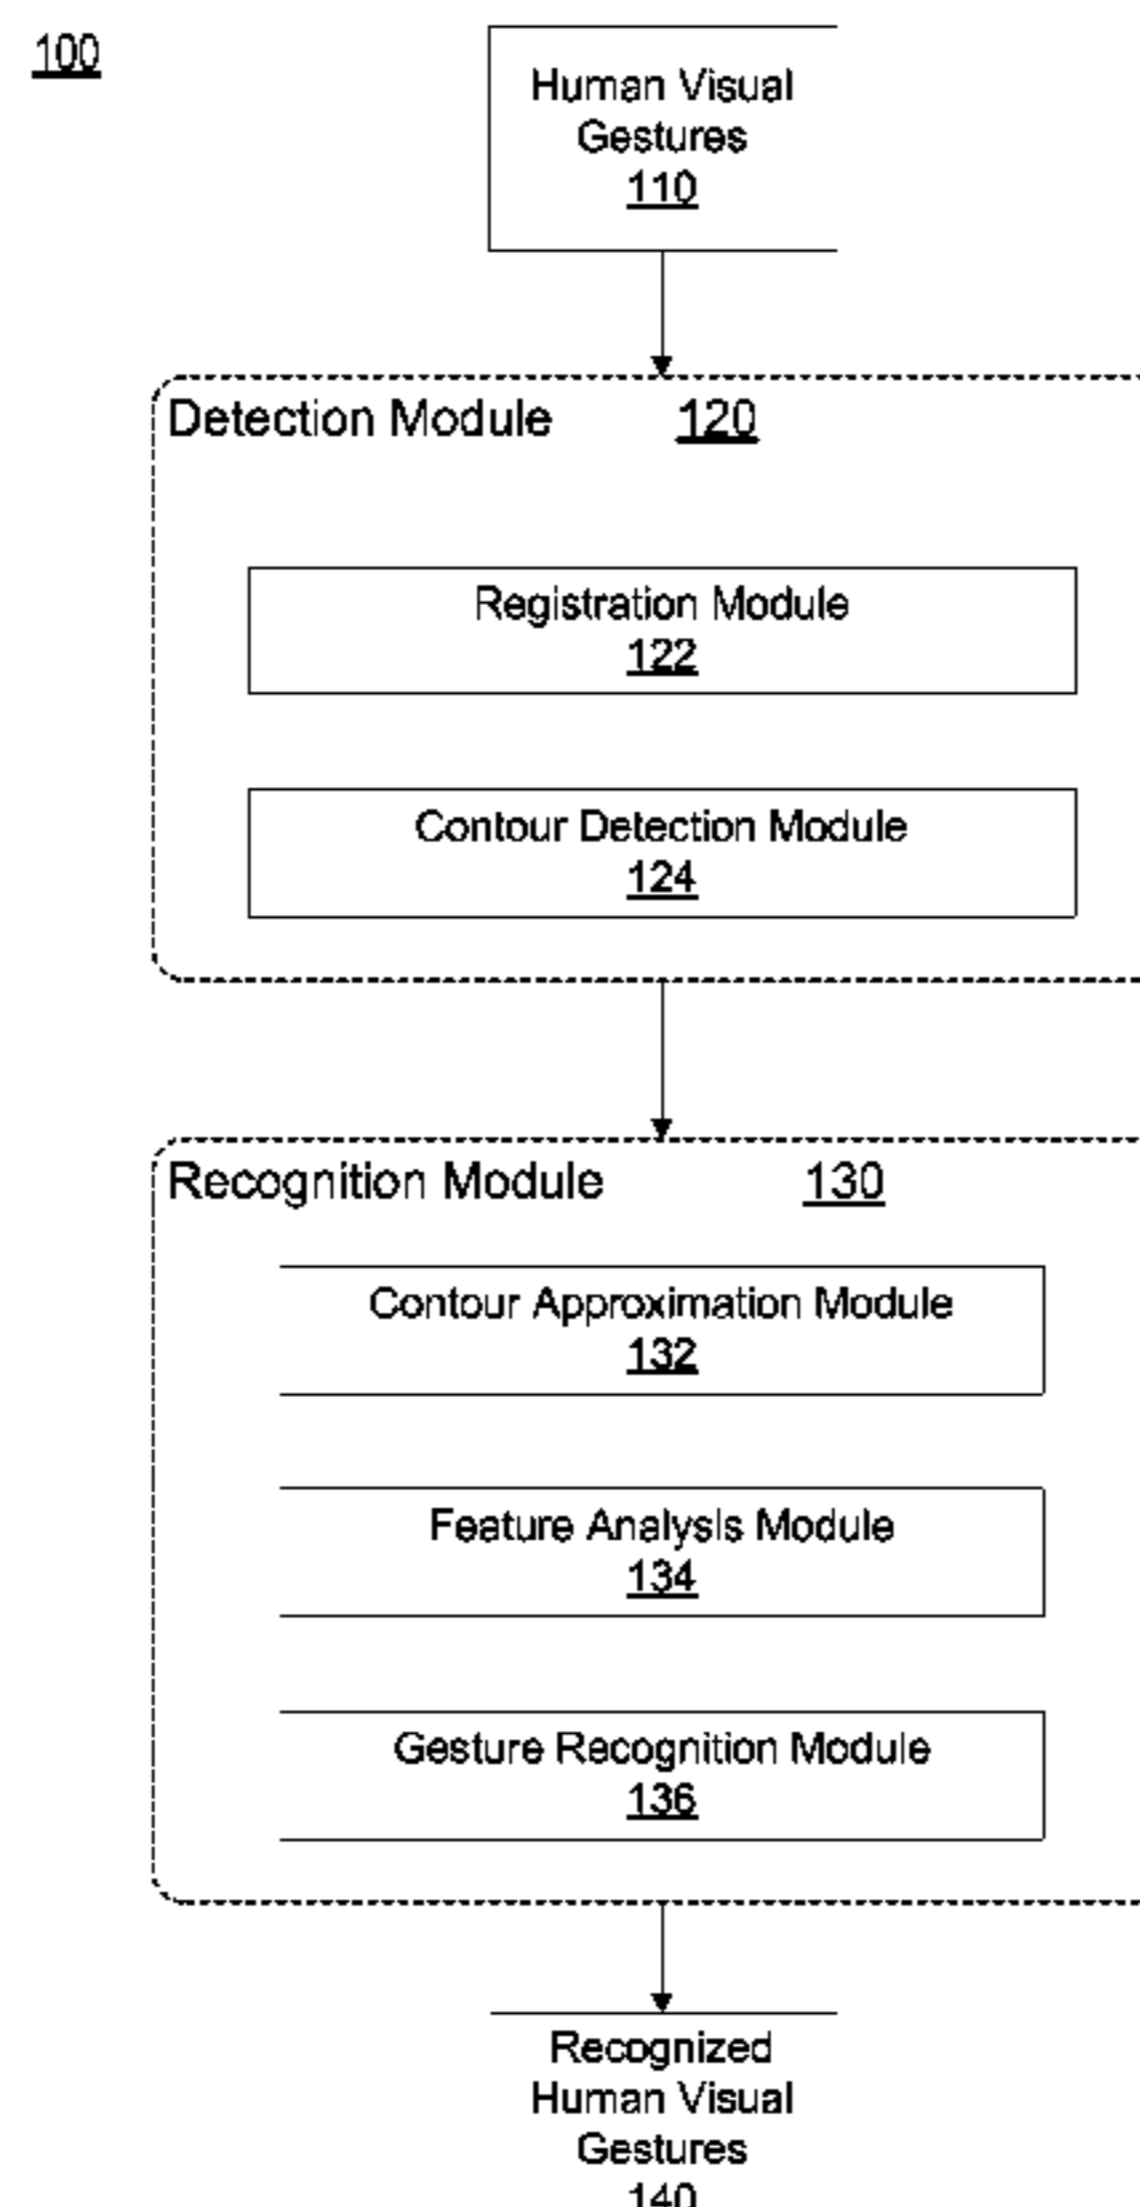 100
Human Visual
Gestures
110
Detection Module 120
Registration Module
122
Contour Detection Module
124
Recognition Module 130
Contour Approximation Module
132
Feature Analysis Module
134
Gesture Recognition Module
136
Recognized
Human Visual
Gestures
140